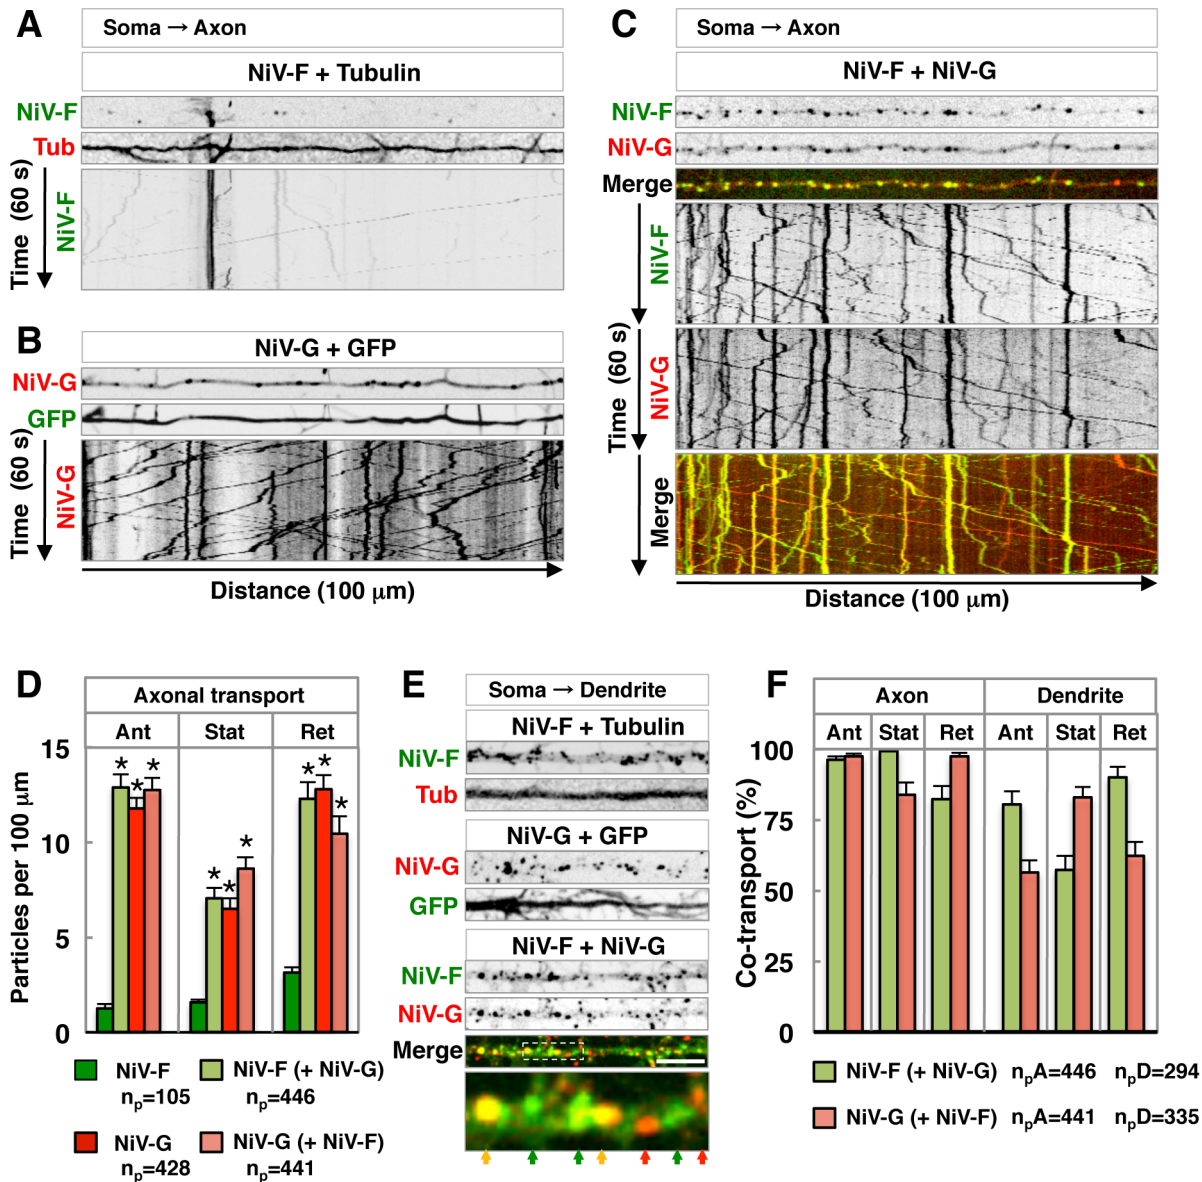 A
Soma → Axon
NiV-F + Tubulin
NiV-F
Tub
Time (60 s)
NiV-F
B
NiV-G + GFP
NiV-G
GFP
Time (60 s)
NiV-G
Distance (100 μm)
C
Soma → Axon
NiV-F + NiV-G
NiV-F
NiV-G
Merge
NiV-F
Time (60 s)
NiV-G
Merge
Distance (100 μm)
D
Axonal transport
Ant Stat Ret
Particles per 100 μm
15
10
5
0
* * *
* * *
* * *
NiV-F
np=105
NiV-F (+ NiV-G)
np=446
NiV-G
np=428
NiV-G (+ NiV-F)
np=441
E
Soma → Dendrite
NiV-F + Tubulin
NiV-F
Tub
NiV-G + GFP
NiV-G
GFP
NiV-F + NiV-G
NiV-F
NiV-G
Merge
F
Axon Dendrite
Ant Stat Ret Ant Stat Ret
Co-transport (%)
100
75
50
25
0
NiV-F (+ NiV-G) npA=446 npD=294
NiV-G (+ NiV-F) npA=441 npD=335